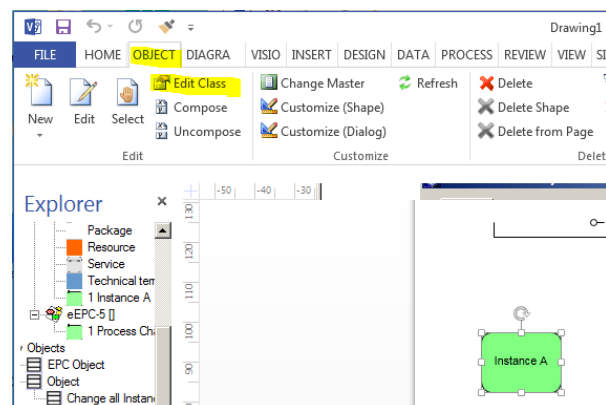 Drawing1
FILE HOME OBJECT DIAGRA VISIO INSERT DESIGN DATA PROCESS REVIEW VIEW
Edit Class Change Master Refresh Delete
New Edit Select Compose Customize (Shape) Delete Shape
Uncompose Customize (Dialog) Delete from Page
Edit Customize Delet
Explorer
-50 -40 -30
Package
Resource
Service
Technical tern
1 Instance A
eEPC-5 []
1 Process Cha
Objects
EPC Object
Object
Change all Instan
130
120
110
100
90
Instance A